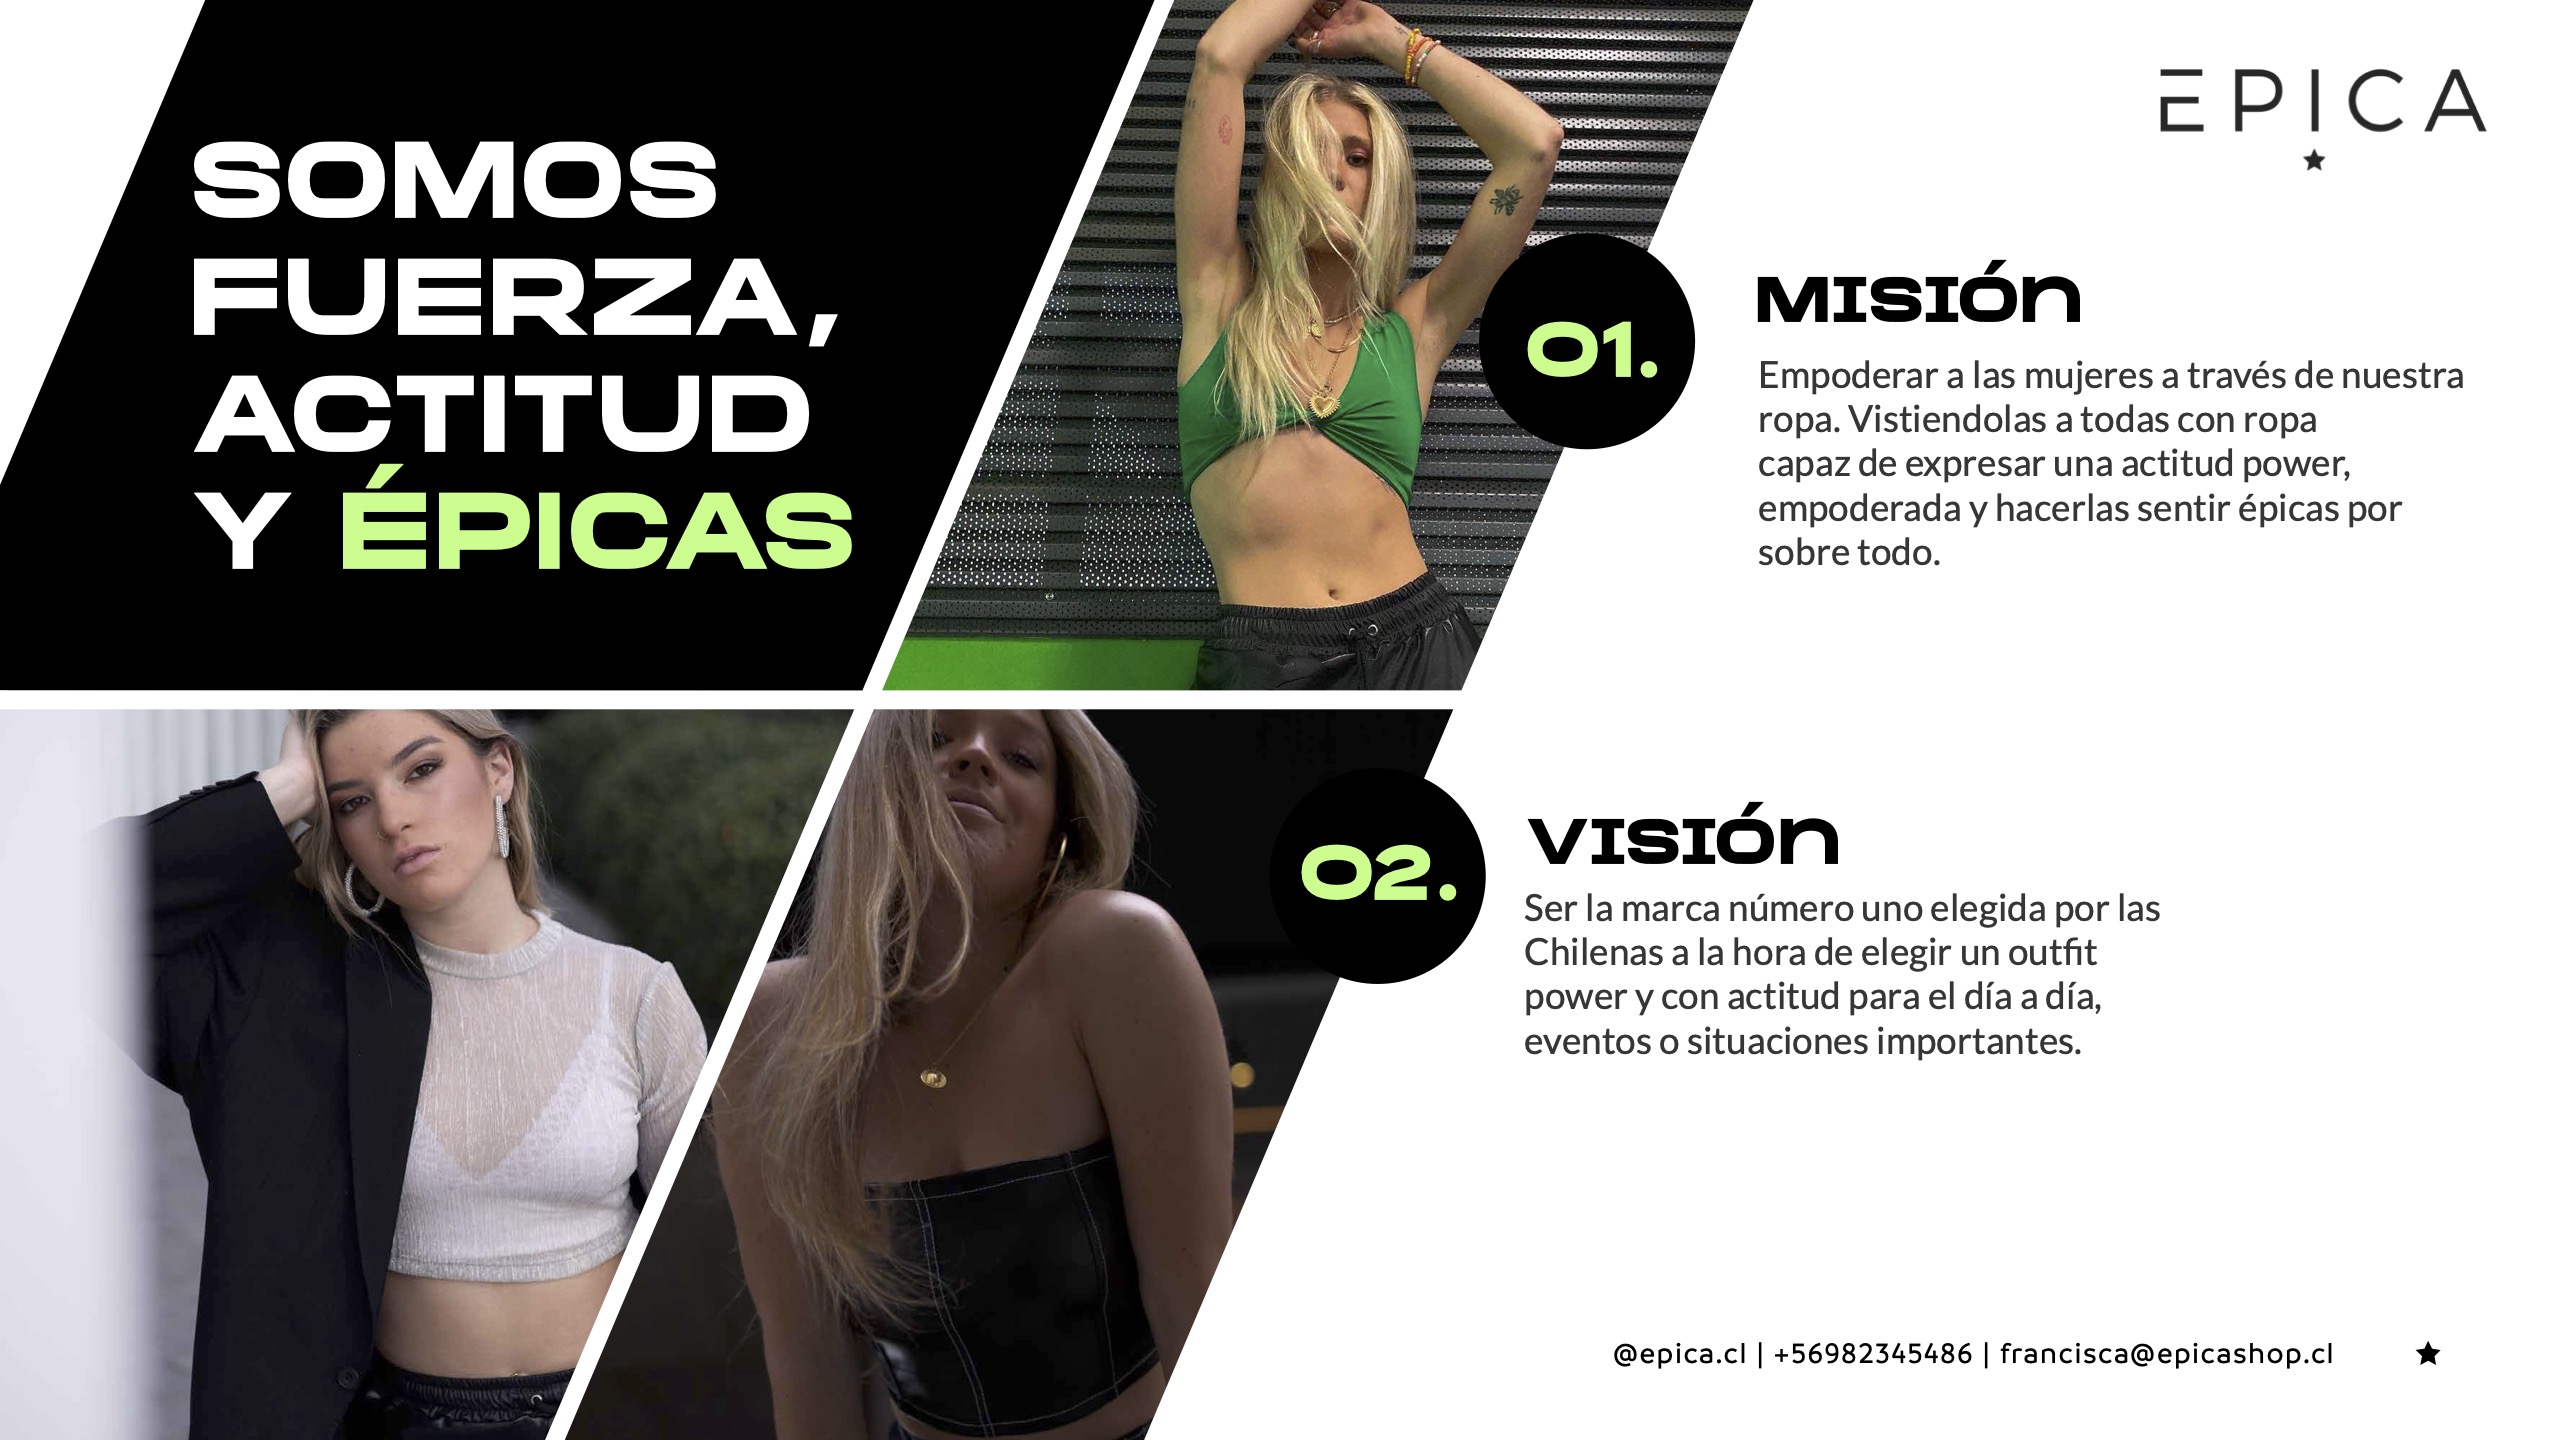 SOMOS
FUERZA,
ACTITUD
Y ÉPICAS
EPICA
01.
MISIÓn
Empoderar a las mujeres a través de nuestra
ropa. Vistiendolas a todas con ropa
capaz de expresar una actitud power,
empoderada y hacerlas sentir épicas por
sobre todo.
02.
VISIÓn
Ser la marca número uno elegida por las
Chilenas a la hora de elegir un outfit
power y con actitud para el día a día,
eventos o situaciones importantes.
@epica.cl | +56982345486 | francisca@epicashop.cl